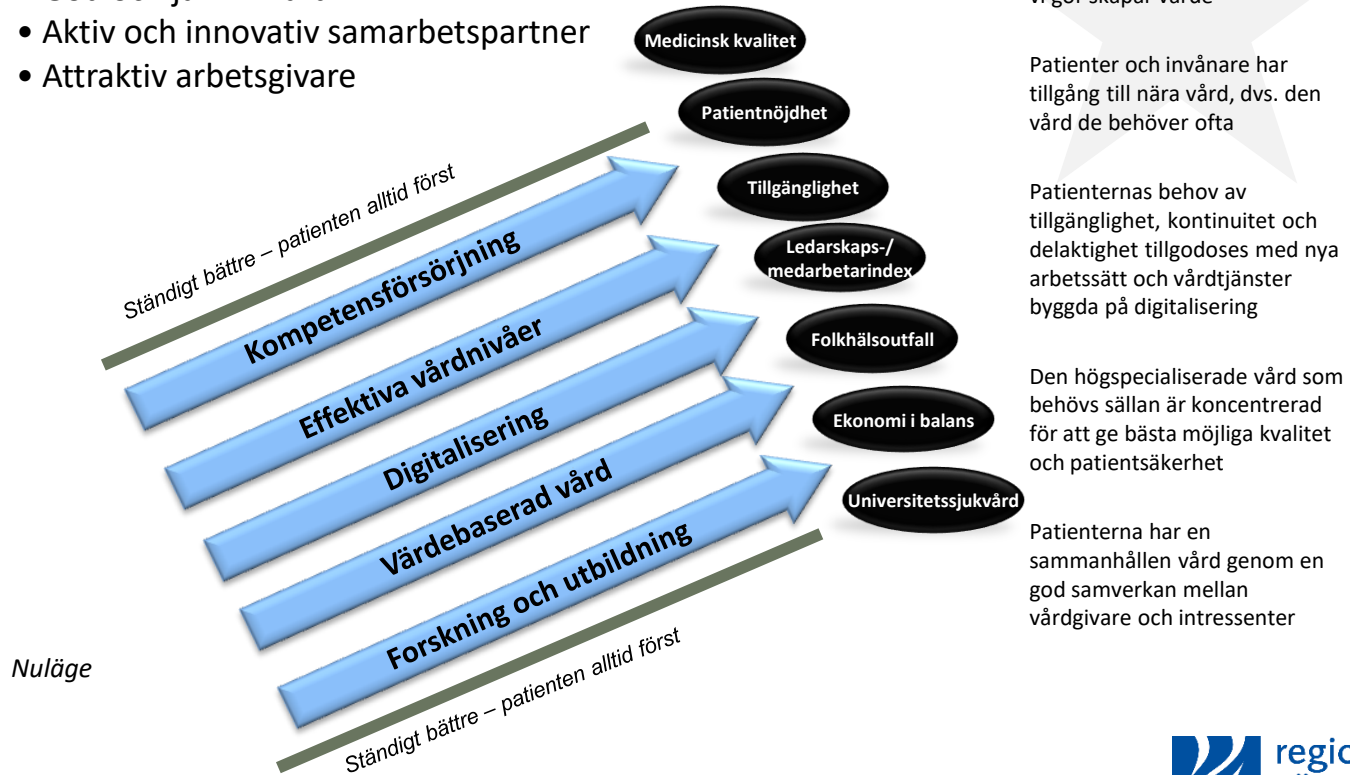 • Aktiv och innovativ samarbetspartner
• Attraktiv arbetsgivare
Ständigt bättre – patienten alltid först
Kompetensförsörjning
Effektiva vårdnivåer
Digitalisering
Värdebaserad vård
Forskning och utbildning
Ständigt bättre – patienten alltid först
Nuläge
Medicinsk kvalitet
Patientnöjdhet
Tillgänglighet
Ledarskaps-/
medarbetarindex
Folkhälsoutfall
Ekonomi i balans
Universitetssjukvård
vi gör skapar värde
Patienter och invånare har
tillgång till nära vård, dvs. den
vård de behöver ofta
Patienternas behov av
tillgänglighet, kontinuitet och
delaktighet tillgodoses med nya
arbetssätt och vårdtjänster
byggda på digitalisering
Den högspecialiserade vård som
behövs sällan är koncentrerad
för att ge bästa möjliga kvalitet
och patientsäkerhet
Patienterna har en
sammanhållen vård genom en
god samverkan mellan
vårdgivare och intressenter